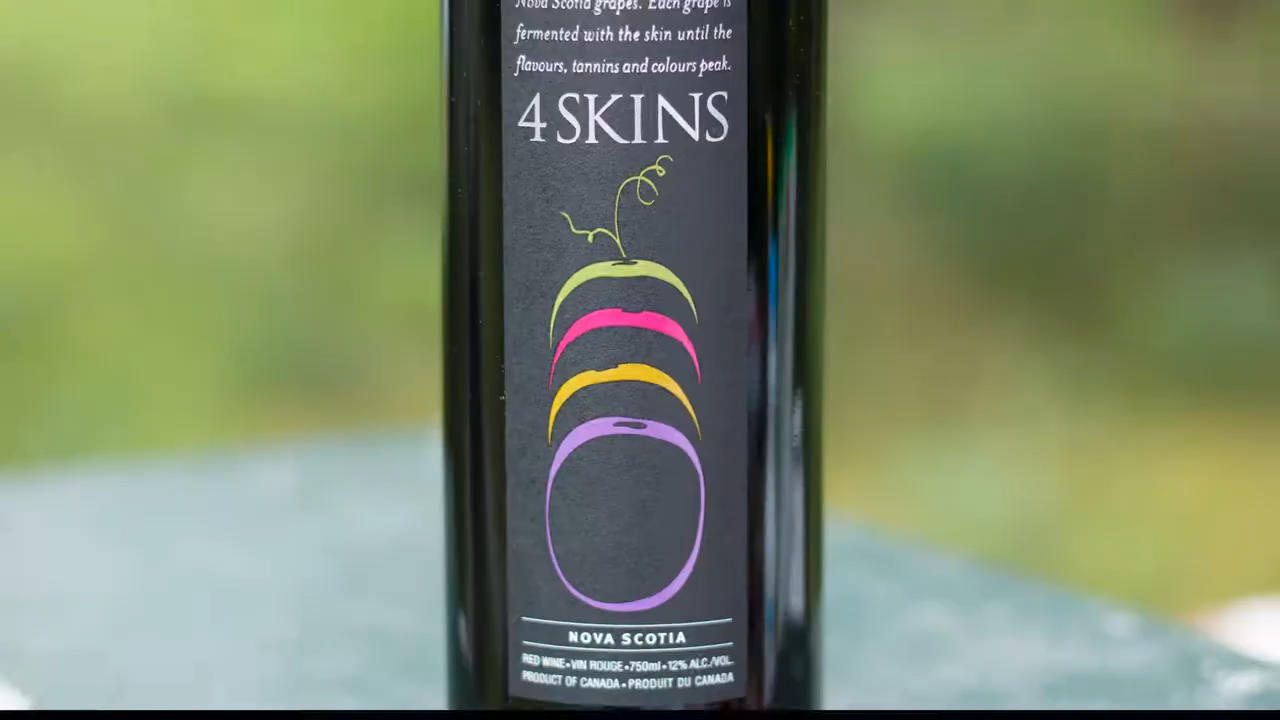 Nova Scotia grapes. Each grape is
fermented with the skin until the
flavours, tannins and colours peak.
4 SKINS
NOVA SCOTIA
RED WINE • VIN ROUGE • 750ml • 12% ALC./VOL.
PRODUCT OF CANADA • PRODUIT DU CANADA